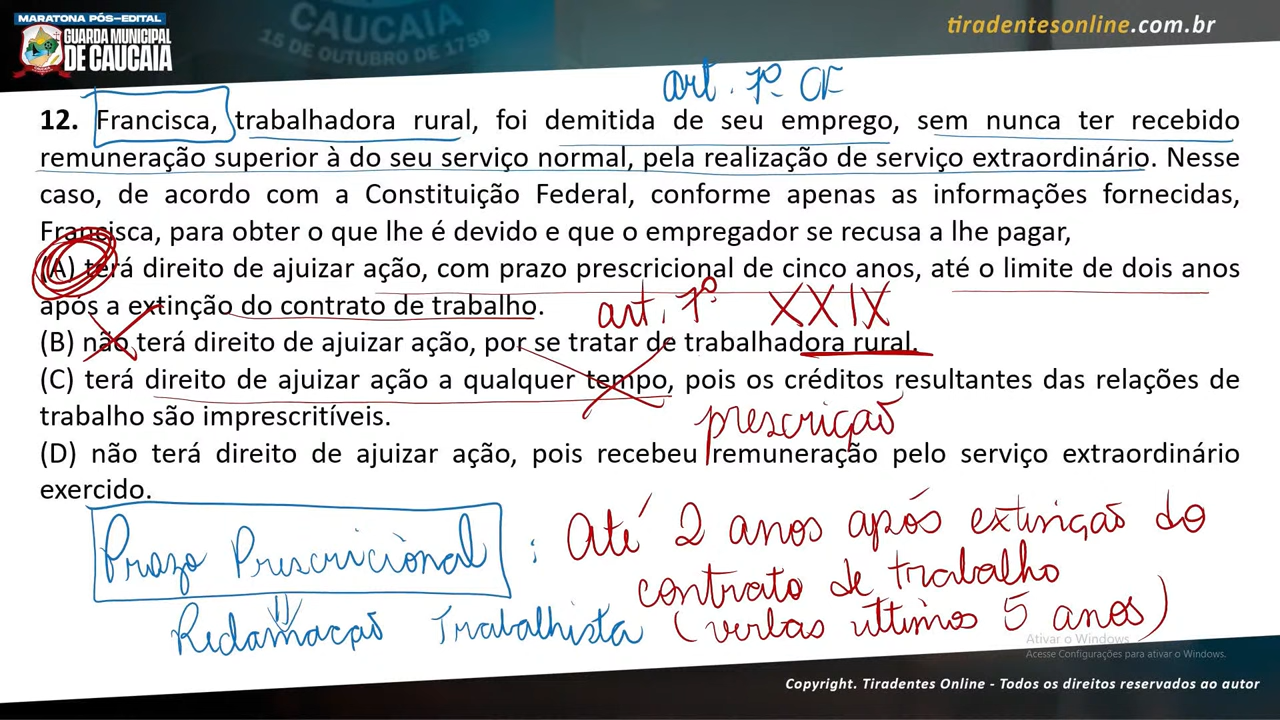 MARATONA PÓS-EDITAL
GUARDA MUNICIPAL
DE CAUCAIA
CAUCAIA
15 DE OUTUBRO DE 1759
tiradentesonline.com.br
art. 7º CF
12. Francisca, trabalhadora rural, foi demitida de seu emprego, sem nunca ter recebido
remuneração superior à do seu serviço normal, pela realização de serviço extraordinário. Nesse
caso, de acordo com a Constituição Federal, conforme apenas as informações fornecidas,
Francisca, para obter o que lhe é devido e que o empregador se recusa a lhe pagar,
(A) terá direito de ajuizar ação, com prazo prescricional de cinco anos, até o limite de dois anos
após a extinção do contrato de trabalho.
art. 7º XXIX
(B) não terá direito de ajuizar ação, por se tratar de trabalhadora rural.
(C) terá direito de ajuizar ação a qualquer tempo, pois os créditos resultantes das relações de
trabalho são imprescritíveis.
prescrição
(D) não terá direito de ajuizar ação, pois recebeu remuneração pelo serviço extraordinário
exercido.
Prazo Prescricional : Até 2 anos após extinção do
contrato de trabalho
Reclamação Trabalhista (verbas últimos 5 anos)
Ativar o Windows
Acesse Configurações para ativar o Windows.
Copyright. Tiradentes Online - Todos os direitos reservados ao autor